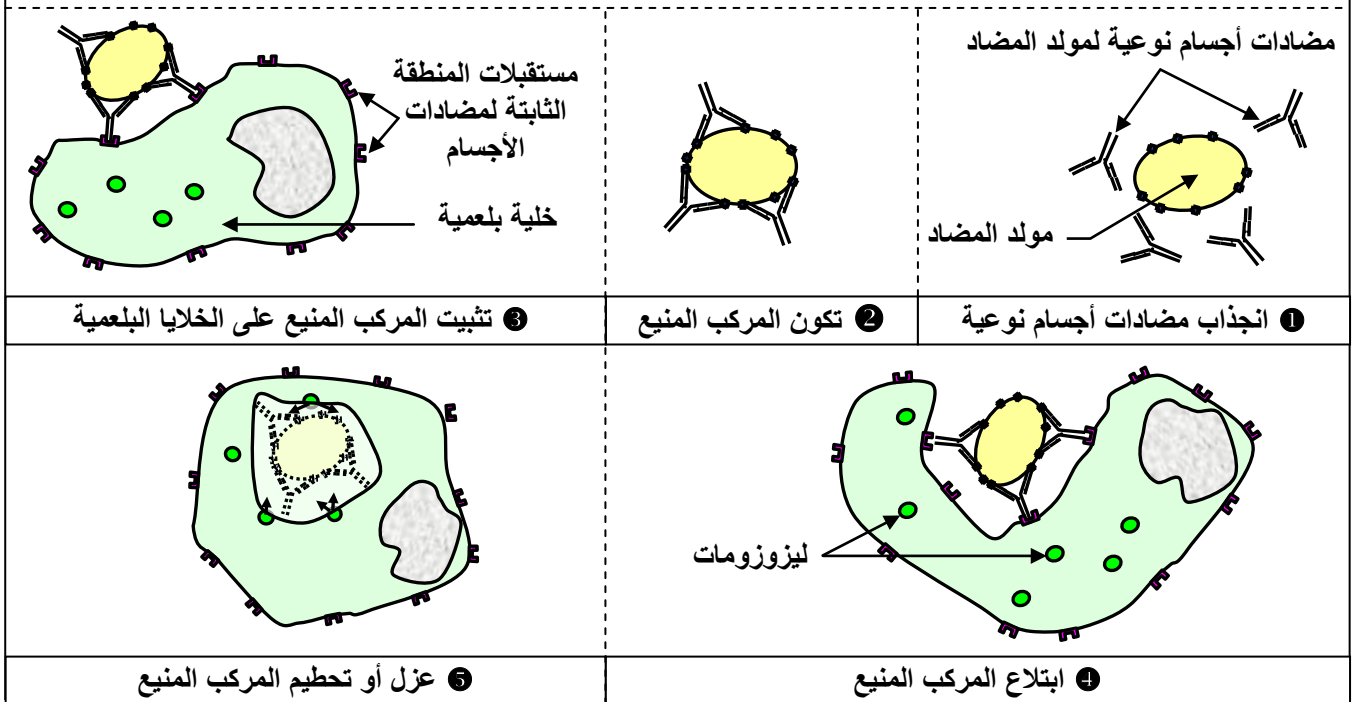 مضادات أجسام نوعية لمولد المضاد
مولد المضاد
❶ انجذاب مضادات أجسام نوعية
❷ تكون المركب المنيع
مستقبلات المنطقة
الثابتة لمضادات
الأجسام
خلية بلعمية
❸ تثبيت المركب المنيع على الخلايا البلعمية
ليزوزومات
❹ ابتلاع المركب المنيع
❺ عزل أو تحطيم المركب المنيع